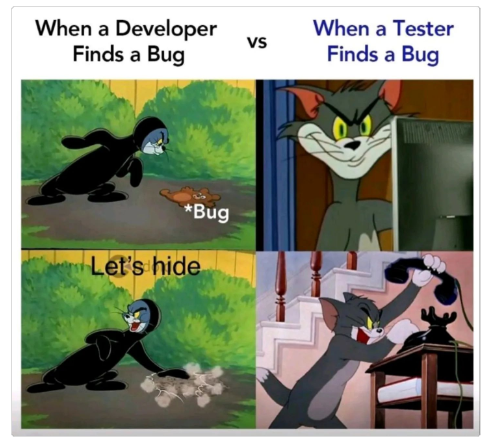 When a Developer
Finds a Bug
vs
When a Tester
Finds a Bug
*Bug
Let's hide